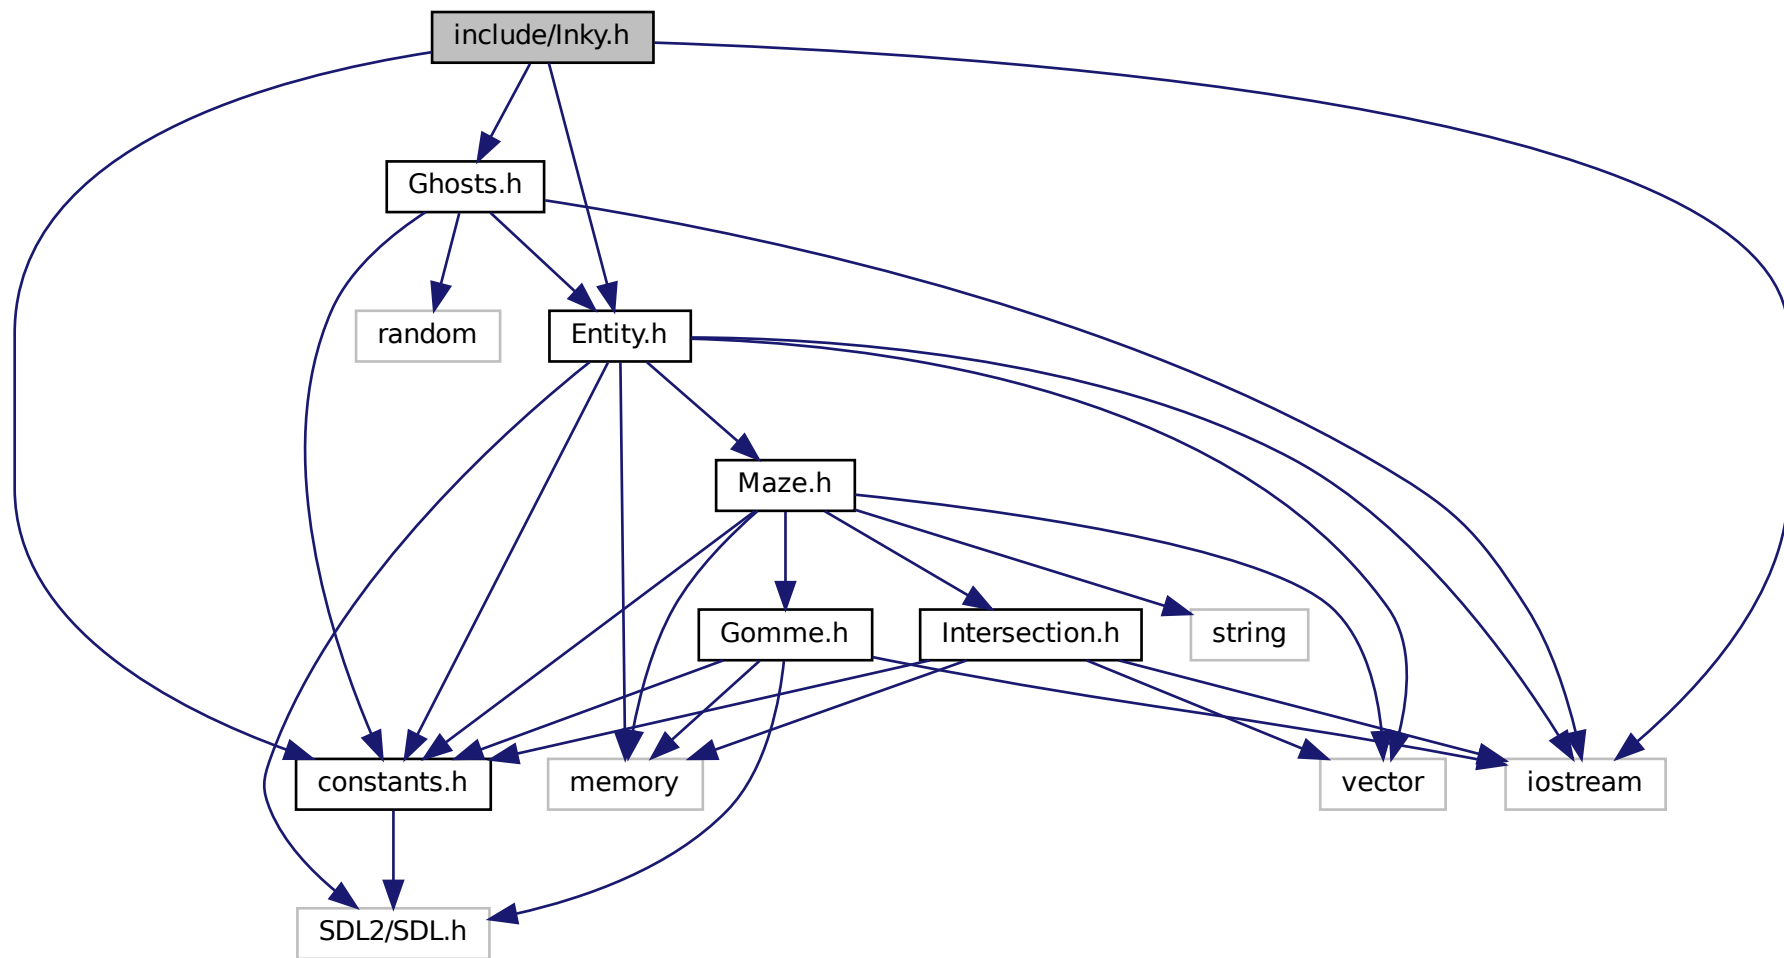 include/Inky.h
Ghosts.h
random
Entity.h
Maze.h
Gomme.h
Intersection.h
string
constants.h
memory
vector
iostream
SDL2/SDL.h